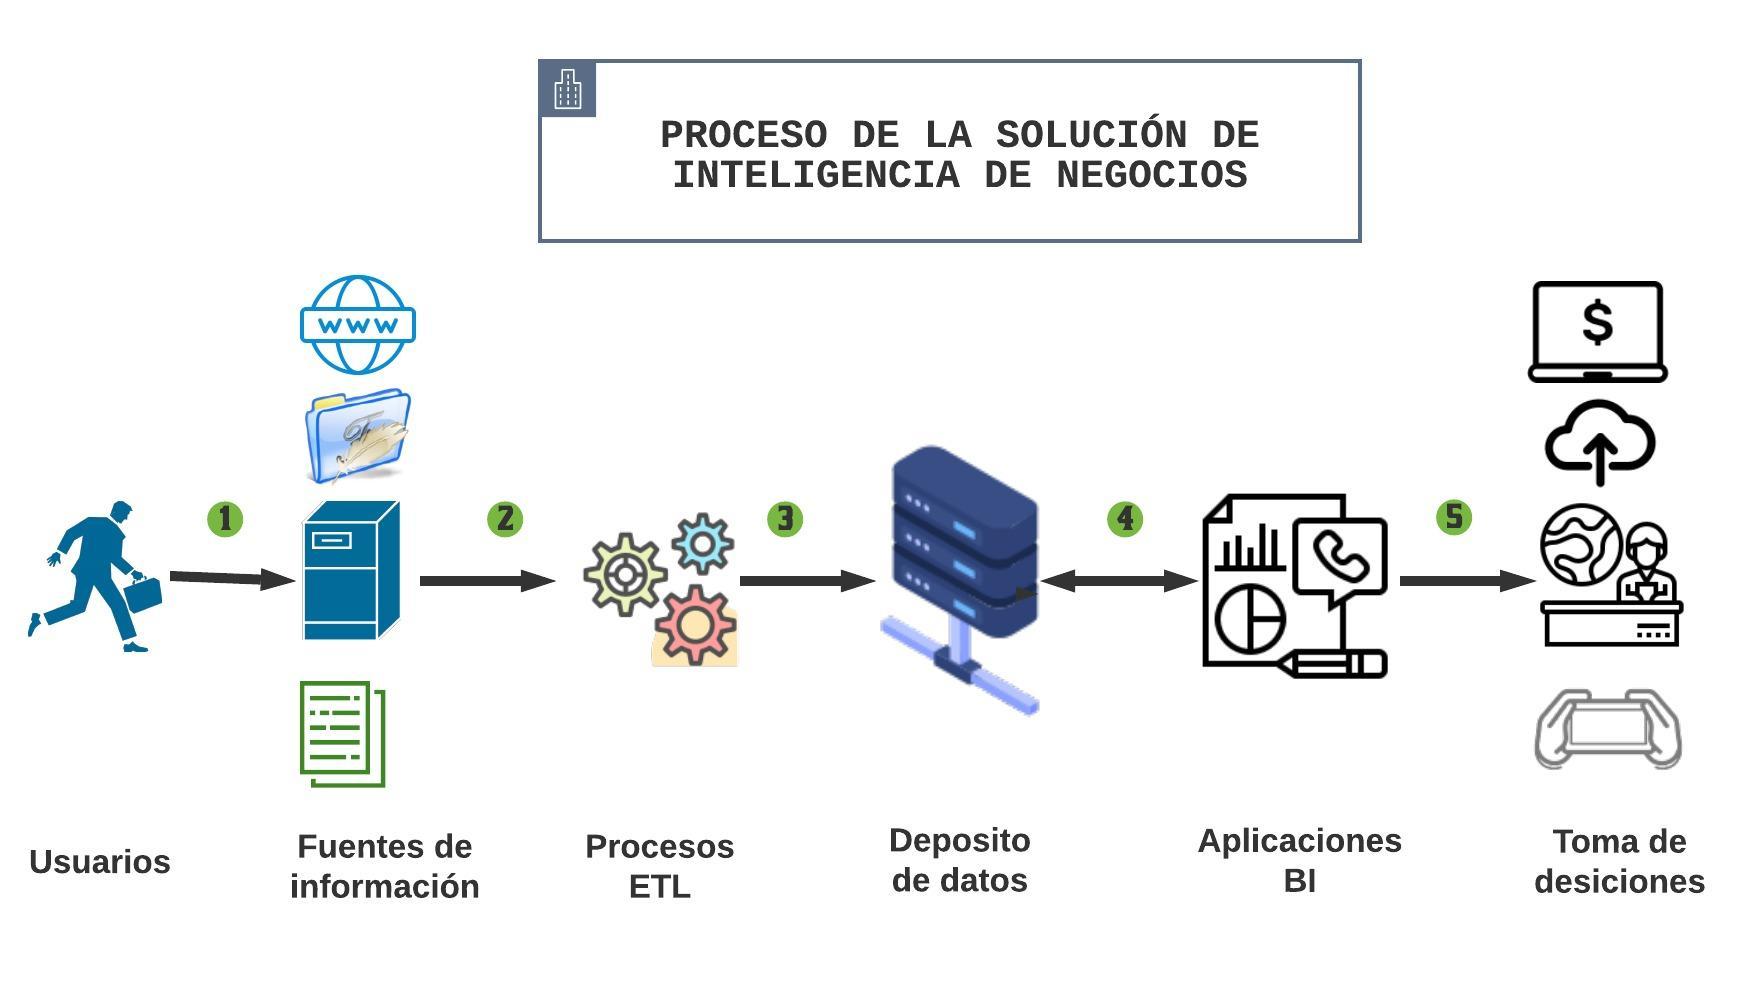 PROCESO DE LA SOLUCIÓN DE
INTELIGENCIA DE NEGOCIOS
www
$
1
2
3
4
5
Usuarios
Fuentes de
información
Procesos
ETL
Deposito
de datos
Aplicaciones
BI
Toma de
desiciones